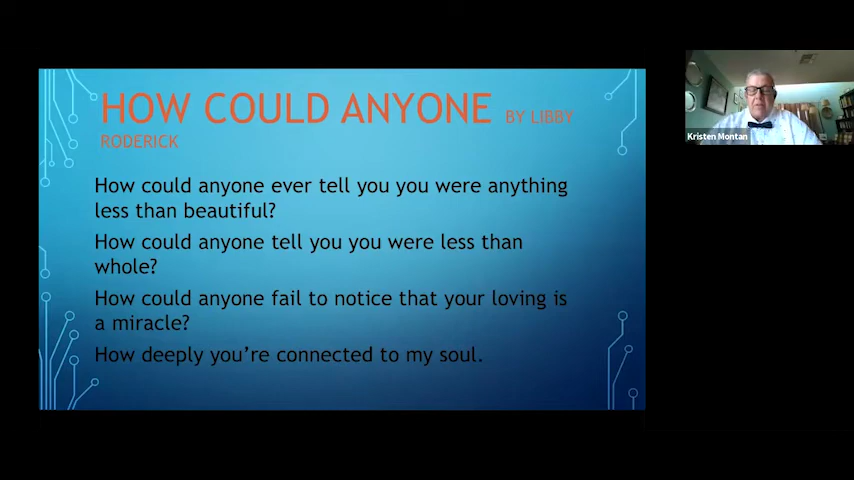 HOW COULD ANYONE BY LIBBY
RODERICK
How could anyone ever tell you you were anything
less than beautiful?
How could anyone tell you you were less than
whole?
How could anyone fail to notice that your loving is
a miracle?
How deeply you're connected to my soul.
Kristen Montan